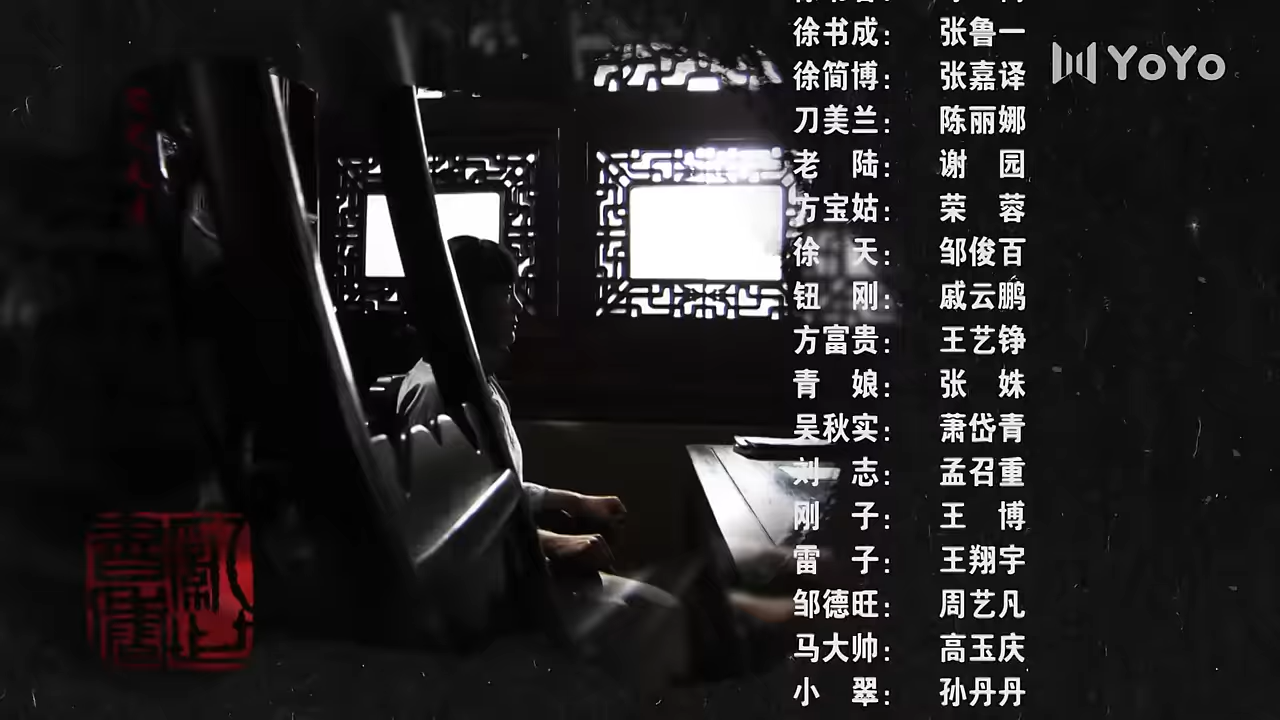 YOYO
徐书成： 张鲁一
徐简博： 张嘉译
刀美兰： 陈丽娜
老 陆： 谢 园
方宝姑： 荣 蓉
徐 天： 邹俊百
钮 刚： 戚云鹏
方富贵： 王艺铮
青 娘： 张 姝
吴秋实： 萧岱青
刘 志： 孟召重
刚 子： 王 博
雷 子： 王翔宇
邹德旺： 周艺凡
马大帅： 高玉庆
小 翠： 孙丹丹